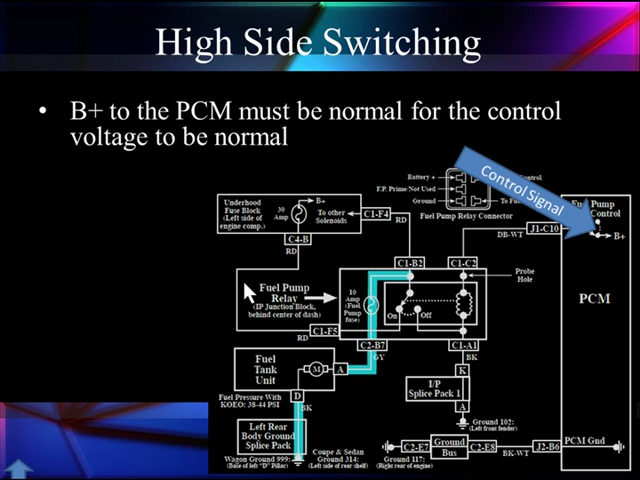 High Side Switching
• B+ to the PCM must be normal for the control
voltage to be normal
Battery +
F.P. Prime/Not Used
Ground
Fuel Pump Relay Connector
Control Signal
Control
B+
PCM
J1-C10
DB-WT
Underhood
Fuse Block
(Left side of
engine comp.)
30
Amp
B+
To other
Solenoids
C1-F4
RD
C4-B
RD
C1-B2
C1-C2
Probe
Hole
Fuel Pump
Relay
(IP Junction Block,
behind center of dash)
10
Amp
(Fuel
Pump
fuse)
On
Off
C1-F5
RD
C2-B7
GY
C1-A1
BK
Fuel
Tank
Unit
M
A
D
BK
Fuel Pressure With
KOEO: 38-44 PSI
K
I/P
Splice Pack 1
A
Ground 102:
(Left front fender)
Left Rear
Body Ground
Splice Pack
Wagon Ground 999:
(Base of left "D" Pillar)
Coupe & Sedan
Ground 314:
(Left side of rear shelf)
C2-E7
Ground
Bus
C2-E8
BK-WT
J2-B6
PCM Gnd
Ground 117:
(Right rear of engine)